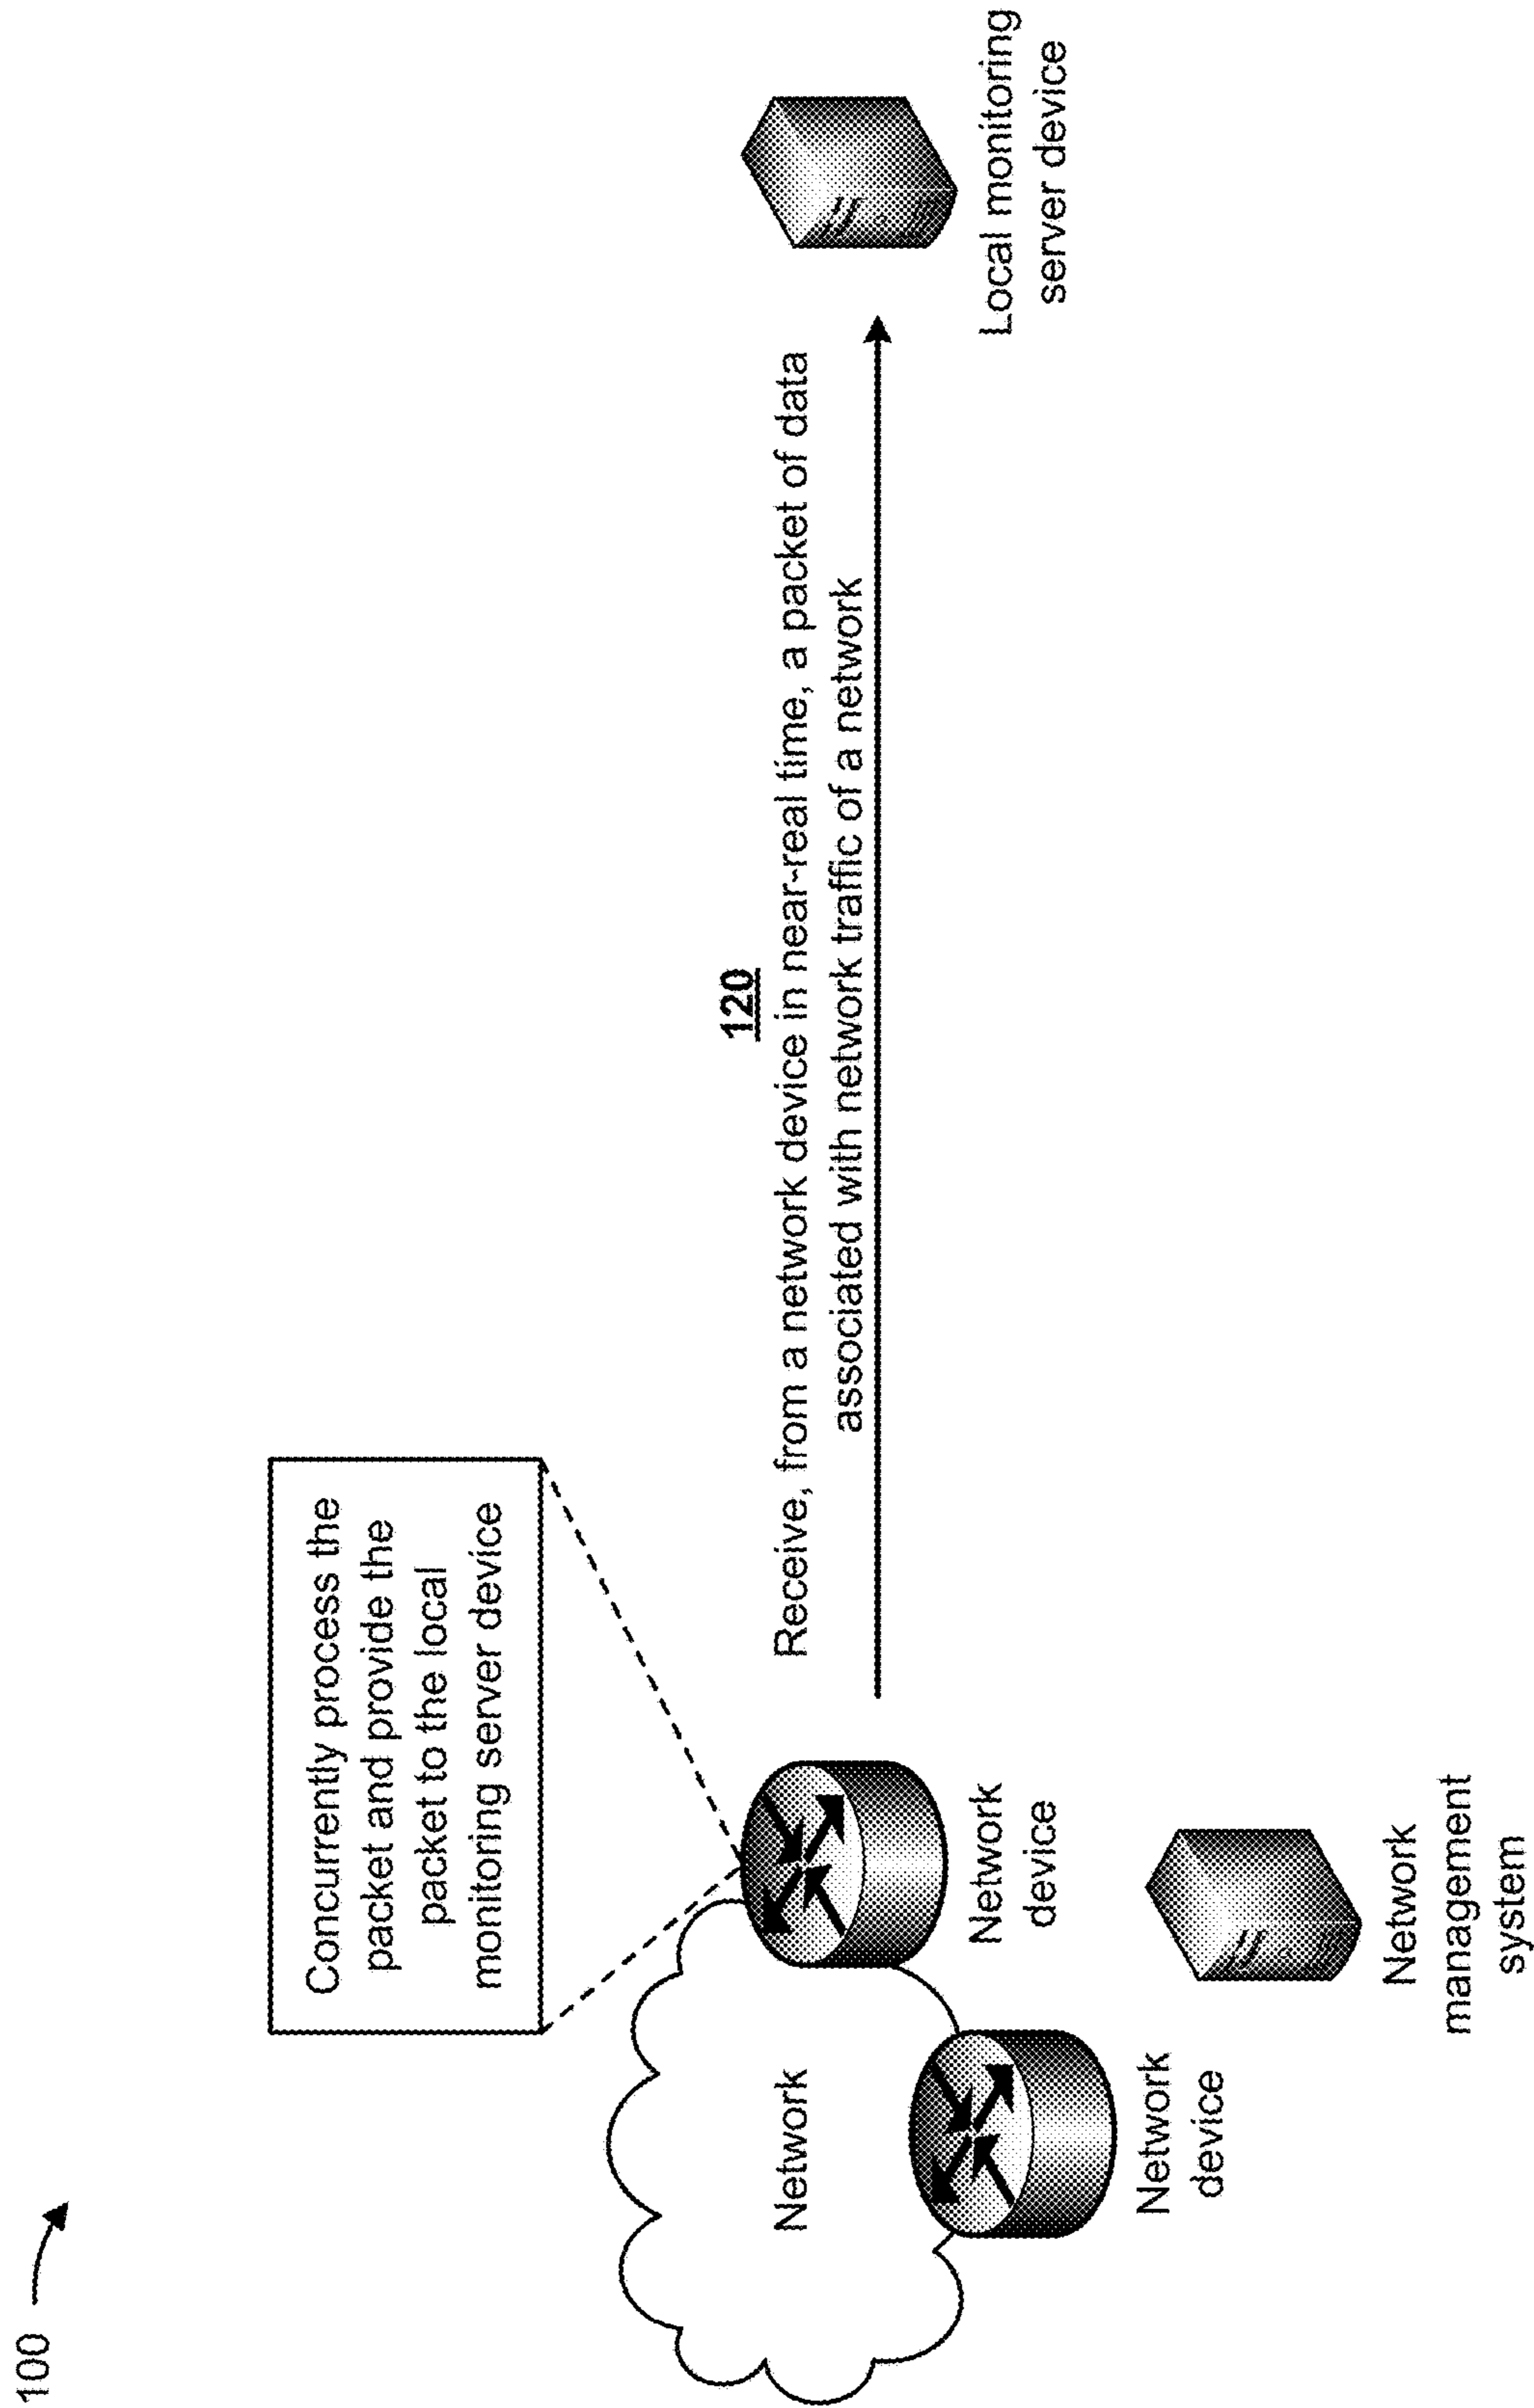 100
Concurrently process the
packet and provide the
packet to the local
monitoring server device
120
Receive, from a network device in near-real time, a packet of data
associated with network traffic of a network
Network
Network
device
Network
device
Local monitoring
server device
Network
management
system